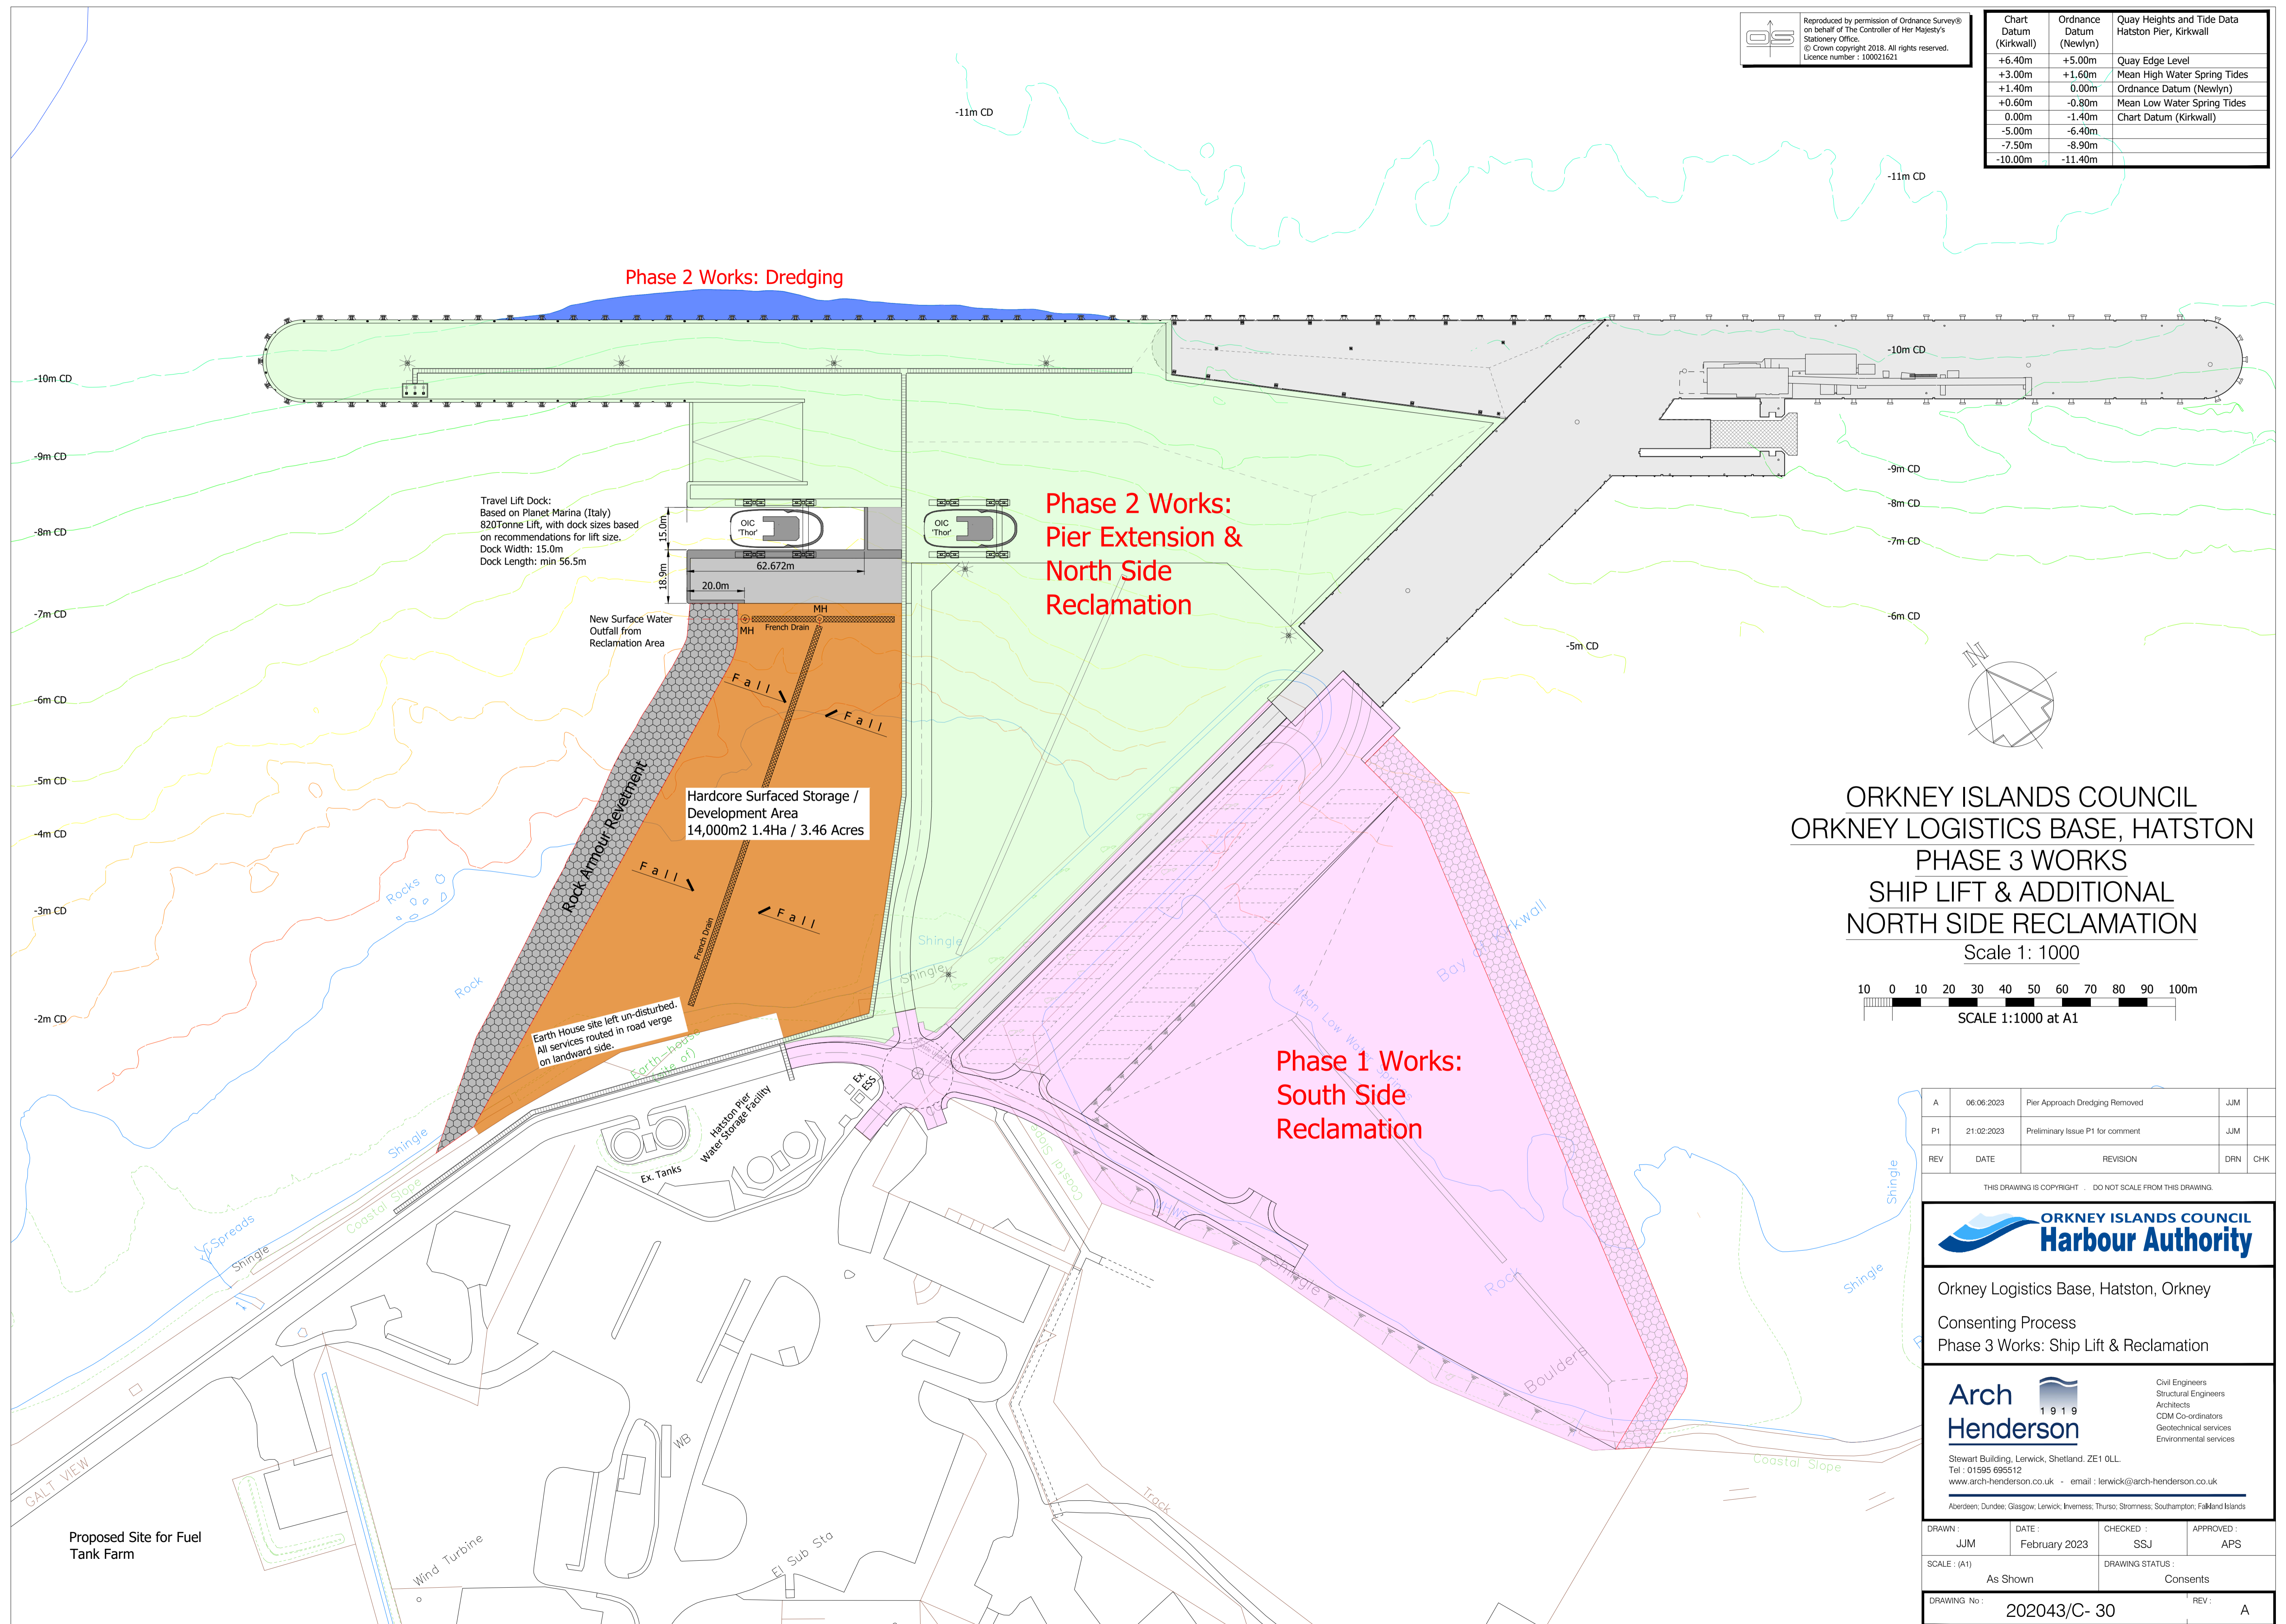 Reproduced by permission of Ordnance Survey®
on behalf of The Controller of Her Majesty's
Stationery Office.
© Crown copyright 2018. All rights reserved.
Licence number : 100021621
Chart Datum (Kirkwall) Ordnance Datum (Newlyn) Quay Heights and Tide Data Hatston Pier, Kirkwall
+6.40m +5.00m Quay Edge Level
+3.00m +1.60m Mean High Water Spring Tides
+1.40m 0.00m Ordnance Datum (Newlyn)
+0.60m -0.80m Mean Low Water Spring Tides
0.00m -1.40m Chart Datum (Kirkwall)
-5.00m -6.40m
-7.50m -8.90m
-10.00m -11.40m
-11m CD
-11m CD
Phase 2 Works: Dredging
-10m CD
-10m CD
-9m CD
-9m CD
-8m CD
-8m CD
-7m CD
-7m CD
-6m CD
-6m CD
-5m CD
-5m CD
-4m CD
-3m CD
-2m CD
Travel Lift Dock:
Based on Planet Marina (Italy)
820Tonne Lift, with dock sizes based
on recommendations for lift size.
Dock Width: 15.0m
Dock Length: min 56.5m
15.0m
18.9m
OIC
'Thor'
OIC
'Thor'
62.672m
20.0m
Phase 2 Works:
Pier Extension &
North Side
Reclamation
New Surface Water
Outfall from
Reclamation Area
MH
MH
French Drain
Fall
Fall
Rock Armour Revetment
Hardcore Surfaced Storage /
Development Area
14,000m2 1.4Ha / 3.46 Acres
Fall
Fall
French Drain
Rocks
Rock
Shingle
Shingle
Earth House site left un-disturbed.
All services routed in road verge
on landward side.
Earth-house
Ex.
ESS
Hatston Pier
Water Storage Facility
Ex. Tanks
Shingle
Coastal Slope
Spreads
Shingle
GALT VIEW
Proposed Site for Fuel
Tank Farm
Wind Turbine
WB
El Sub Sta
Track
Coastal Slope
Mean Low Water Springs
Phase 1 Works:
South Side
Reclamation
Shingle
Rock
Boulders
Coastal Slope
Shingle
Shingle
N
ORKNEY ISLANDS COUNCIL
ORKNEY LOGISTICS BASE, HATSTON
PHASE 3 WORKS
SHIP LIFT & ADDITIONAL
NORTH SIDE RECLAMATION
Scale 1: 1000
10 0 10 20 30 40 50 60 70 80 90 100m
SCALE 1:1000 at A1
A 06:06:2023 Pier Approach Dredging Removed JJM
P1 21:02:2023 Preliminary Issue P1 for comment JJM
REV DATE REVISION DRN CHK
THIS DRAWING IS COPYRIGHT . DO NOT SCALE FROM THIS DRAWING.
ORKNEY ISLANDS COUNCIL
Harbour Authority
Orkney Logistics Base, Hatston, Orkney
Consenting Process
Phase 3 Works: Ship Lift & Reclamation
Arch
Henderson
1919
Civil Engineers
Structural Engineers
Architects
CDM Co-ordinators
Geotechnical services
Environmental services
Stewart Building, Lerwick, Shetland. ZE1 0LL.
Tel : 01595 695512
www.arch-henderson.co.uk - email : lerwick@arch-henderson.co.uk
Aberdeen; Dundee; Glasgow; Lerwick; Inverness; Thurso; Stromness; Southampton; Falkland Islands
DRAWN : JJM
DATE : February 2023
CHECKED : SSJ
APPROVED : APS
SCALE : (A1) As Shown
DRAWING STATUS : Consents
DRAWING No : 202043/C- 30
REV : A